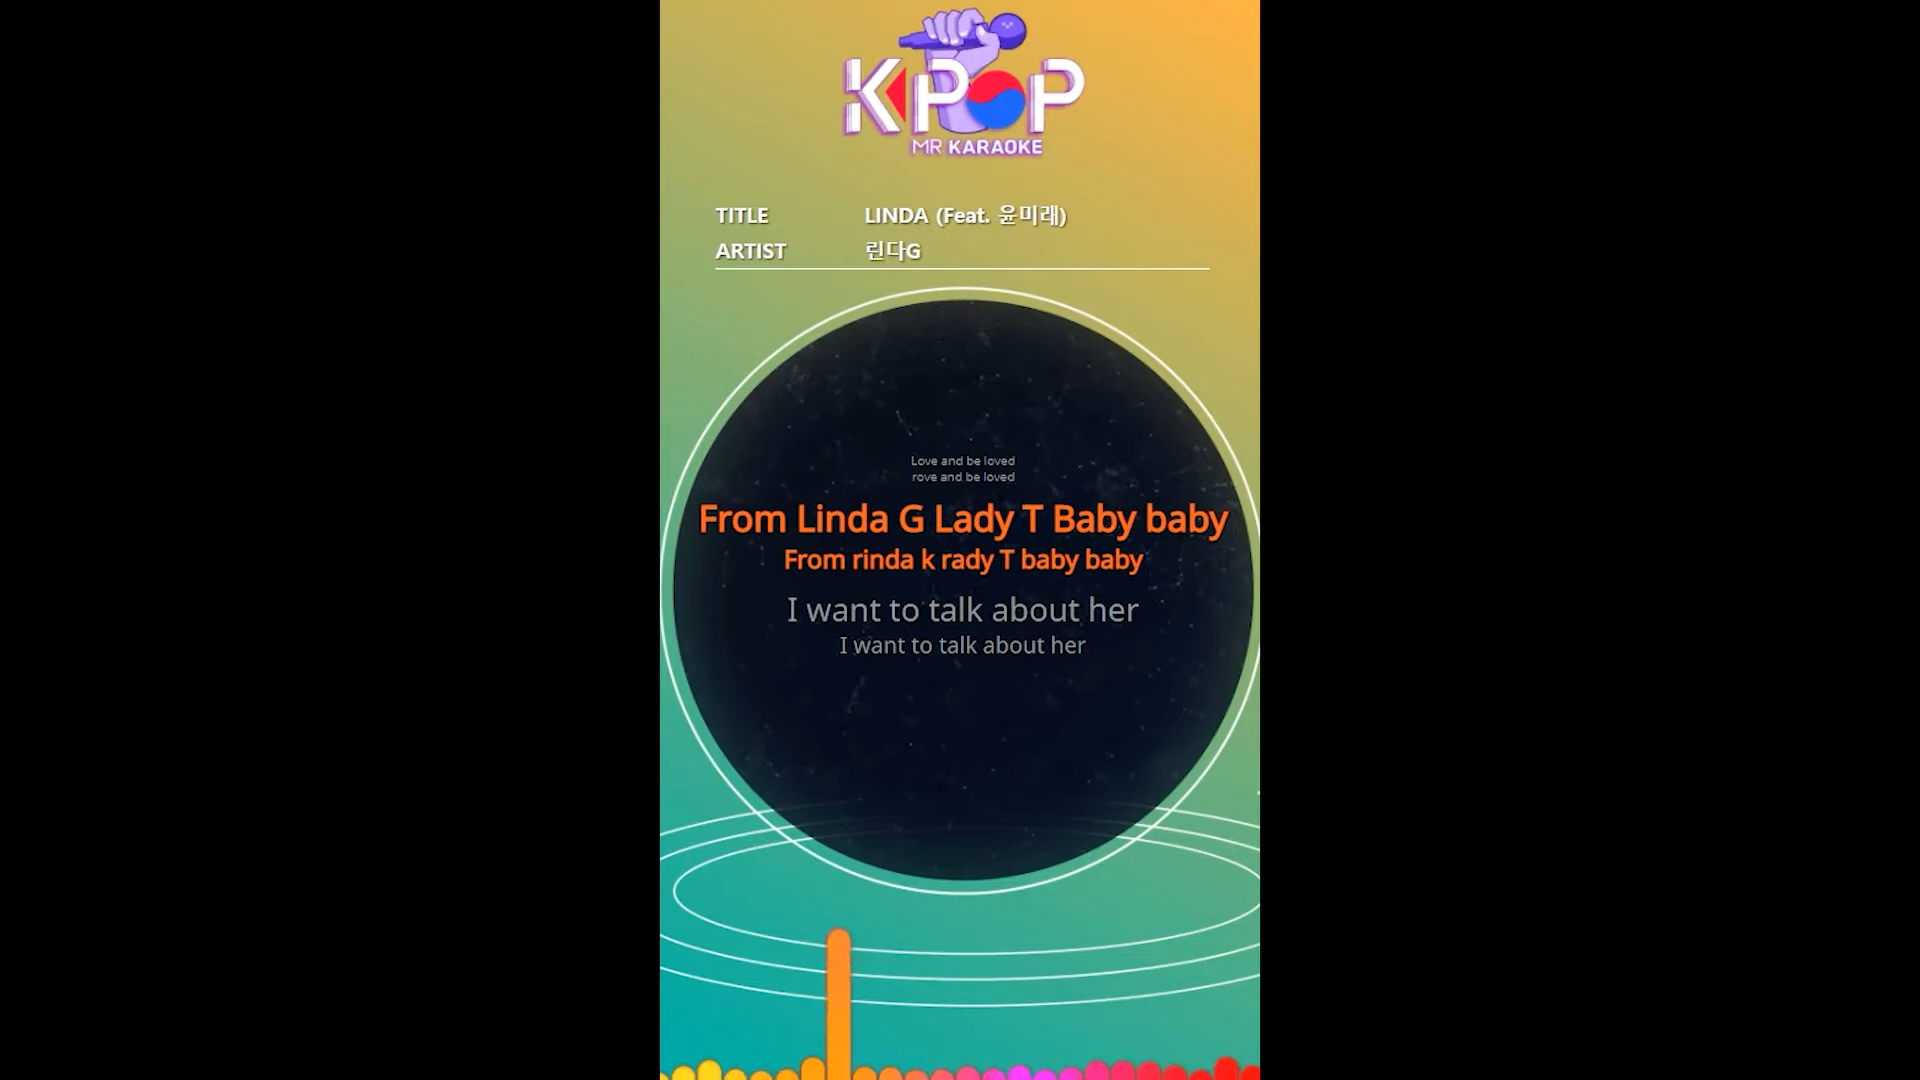 KPOP
MR KARAOKE
TITLE LINDA (Feat. 윤미래)
ARTIST 린다G
Love and be loved
rove and be loved
From Linda G Lady T Baby baby
From rinda k rady T baby baby
I want to talk about her
I want to talk about her